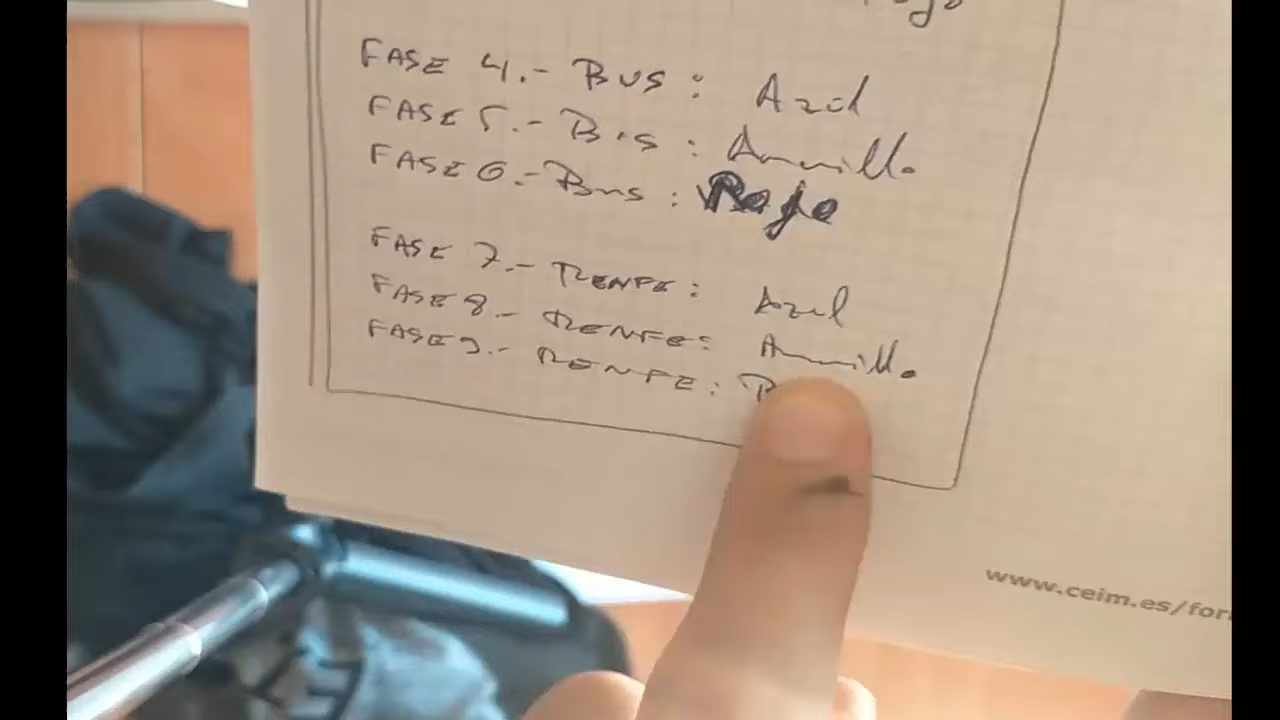 FASE 4.- BUS: Azul
FASE 5.- Bus: Amarillo
FASE 6.- Bus: Rojo
FASE 7.- RENFE: Azul
FASE 8.- RENFE: Amarillo
FASE 9.- RENFE:
www.ceim.es/for